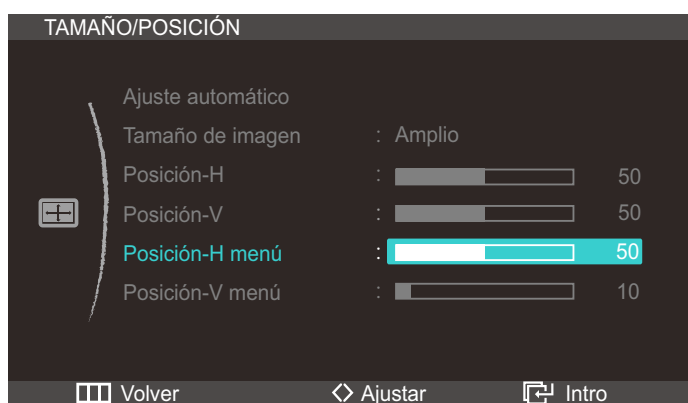 TAMAÑO/POSICIÓN
Ajuste automático
Tamaño de imagen : Amplio
Posición-H : 50
Posición-V : 50
Posición-H menú : 50
Posición-V menú : 10
Volver Ajustar Intro